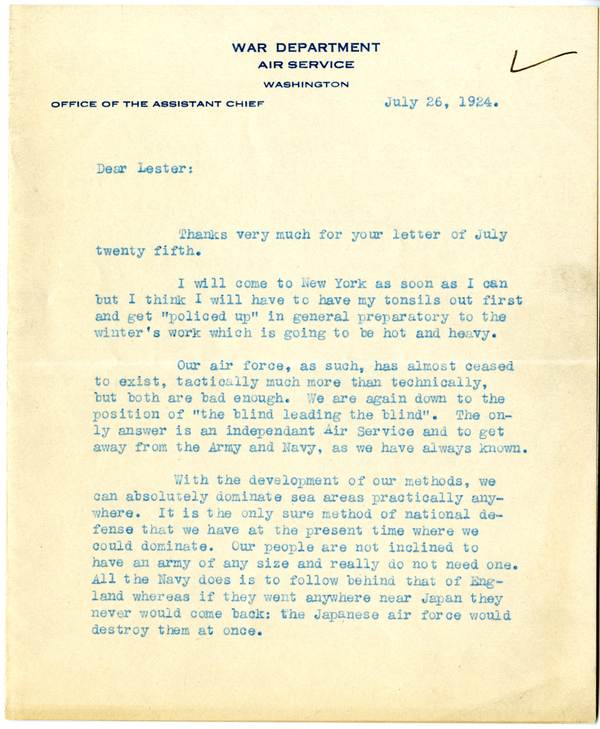 WAR DEPARTMENT
AIR SERVICE
WASHINGTON
OFFICE OF THE ASSISTANT CHIEF
July 26, 1924.
Dear Lester:
Thanks very much for your letter of July
twenty fifth.
I will come to New York as soon as I can
but I think I will have to have my tonsils out first
and get "policed up" in general preparatory to the
winter's work which is going to be hot and heavy.
Our air force, as such, has almost ceased
to exist, tactically much more than technically,
but both are bad enough. We are again down to the
position of "the blind leading the blind". The on-
ly answer is an independant Air Service and to get
away from the Army and Navy, as we have always known.
With the development of our methods, we
can absolutely dominate sea areas practically any-
where. It is the only sure method of national de-
fense that we have at the present time where we
could dominate. Our people are not inclined to
have an army of any size and really do not need one.
All the Navy does is to follow behind that of Eng-
land whereas if they went anywhere near Japan they
never would come back: the Japanese air force would
destroy them at once.